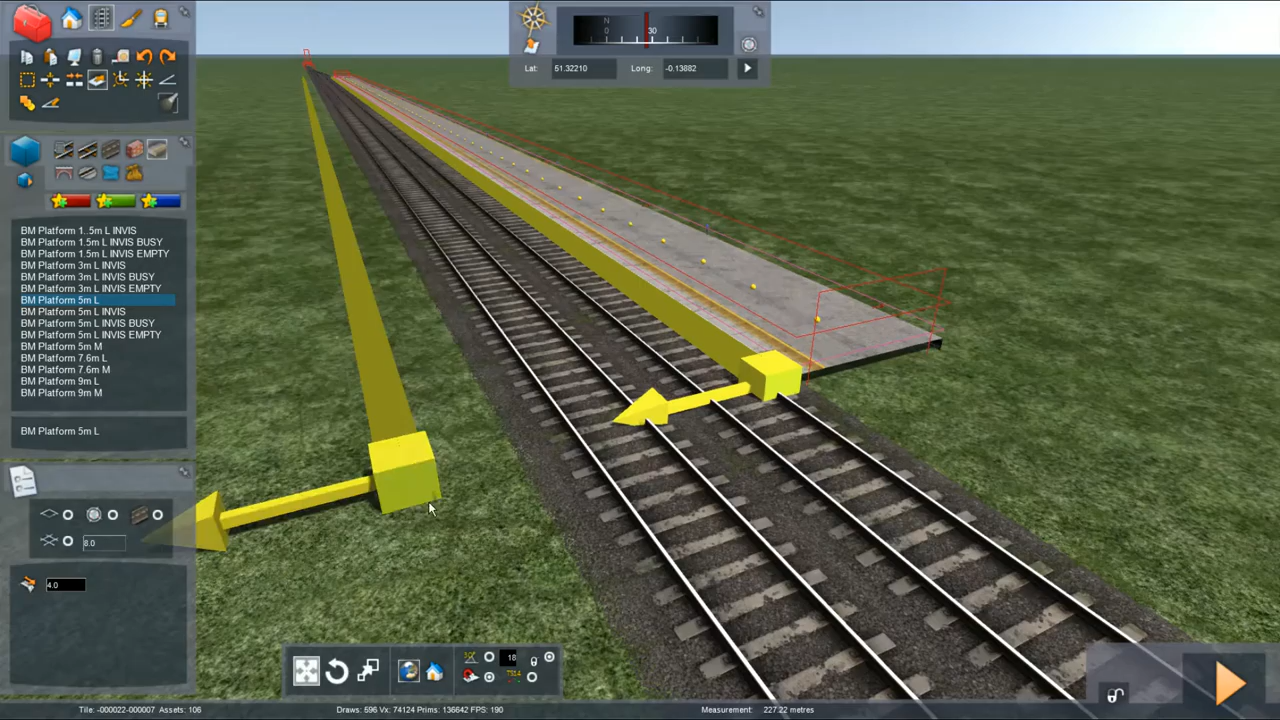 N
0
30
Lat:
51.32210
Long:
-0.13882
BM Platform 1..5m L INVIS
BM Platform 1.5m L INVIS BUSY
BM Platform 1.5m L INVIS EMPTY
BM Platform 3m L INVIS
BM Platform 3m L INVIS BUSY
BM Platform 3m L INVIS EMPTY
BM Platform 5m L
BM Platform 5m L INVIS
BM Platform 5m L INVIS BUSY
BM Platform 5m L INVIS EMPTY
BM Platform 5m M
BM Platform 7.6m L
BM Platform 7.6m M
BM Platform 9m L
BM Platform 9m M
BM Platform 5m L
8.0
4.0
18
Tile: -000022-000007 Assets: 106
Draws: 596 Vx: 74124 Prims: 136642 FPS: 190
Measurement:
227.22 metres